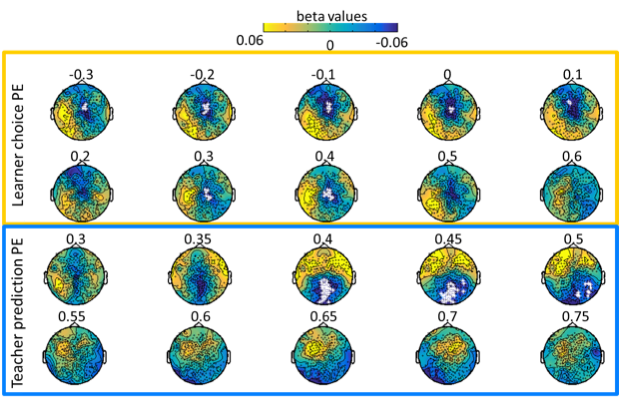 beta values
0.06 0 -0.06
Learner choice PE
-0.3 -0.2 -0.1 0 0.1
0.2 0.3 0.4 0.5 0.6
Teacher prediction PE
0.3 0.35 0.4 0.45 0.5
0.55 0.6 0.65 0.7 0.75